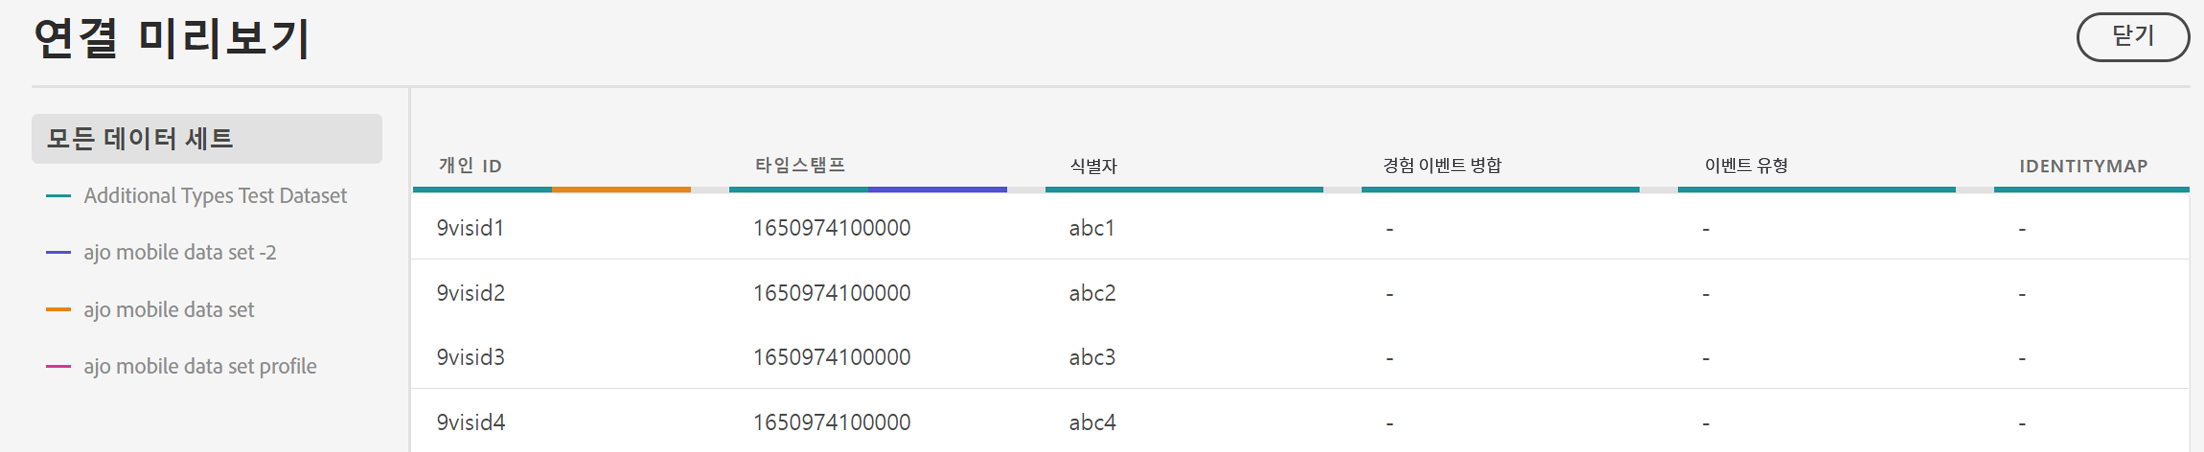 연결 미리보기
닫기
모든 데이터 세트
Additional Types Test Dataset
ajo mobile data set -2
ajo mobile data set
ajo mobile data set profile
개인 ID 타임스탬프 식별자 경험 이벤트 병합 이벤트 유형 IDENTITYMAP
9visid1 1650974100000 abc1 - - -
9visid2 1650974100000 abc2 - - -
9visid3 1650974100000 abc3 - - -
9visid4 1650974100000 abc4 - - -